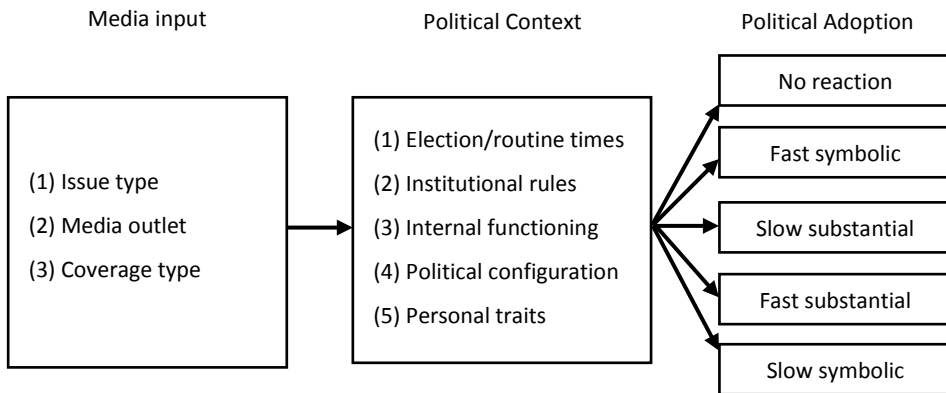 Media input
Political Context
Political Adoption
(1) Issue type
(2) Media outlet
(3) Coverage type
(1) Election/routine times
(2) Institutional rules
(3) Internal functioning
(4) Political configuration
(5) Personal traits
No reaction
Fast symbolic
Slow substantial
Fast substantial
Slow symbolic